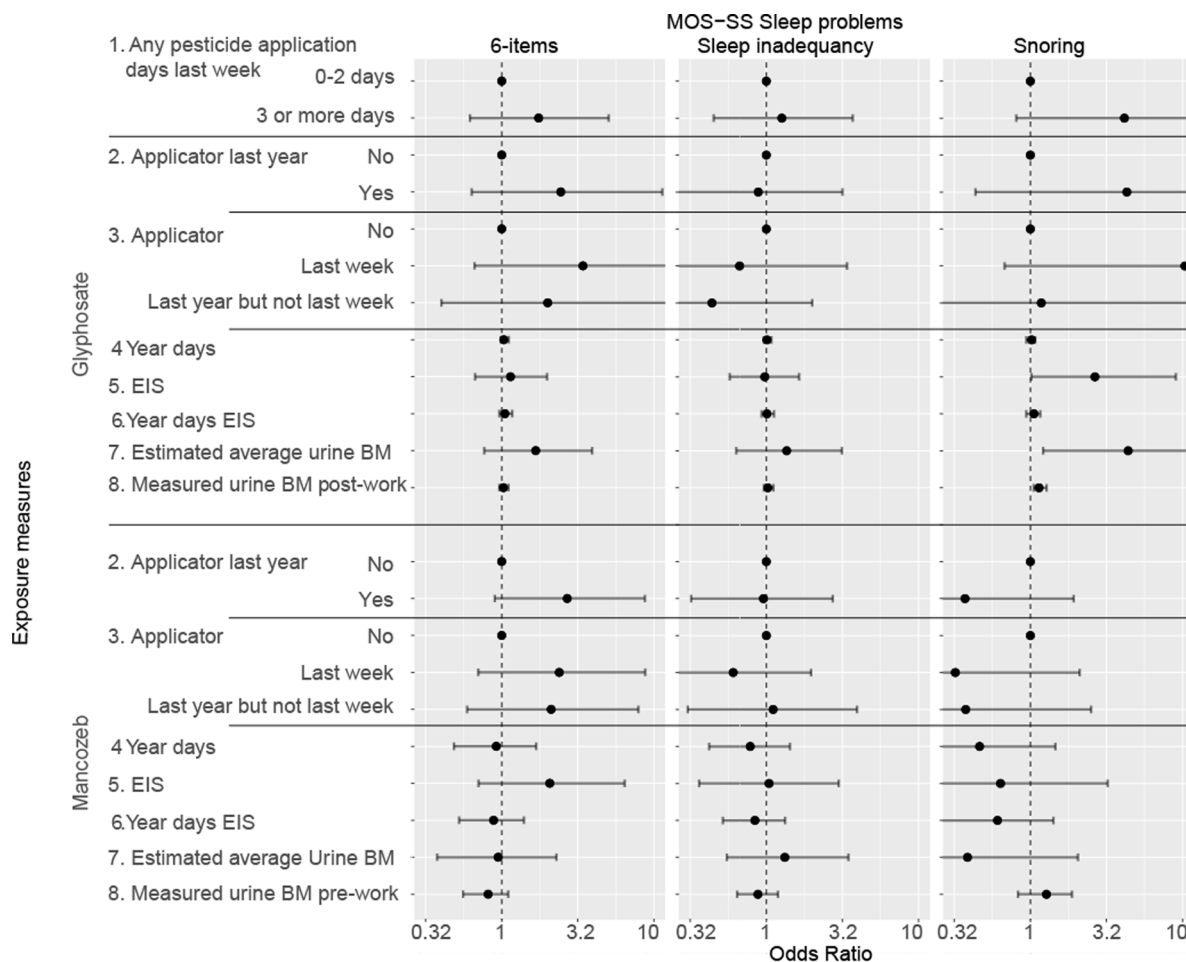 MOS−SS Sleep problems
6-items Sleep inadequancy Snoring
1. Any pesticide application
days last week
0-2 days
3 or more days
2. Applicator last year No
Yes
3. Applicator No
Last week
Last year but not last week
4 Year days
5. EIS
6.Year days EIS
7. Estimated average urine BM
8. Measured urine BM post-work
Glyphosate
2. Applicator last year No
Yes
3. Applicator No
Last week
Last year but not last week
4 Year days
5. EIS
6.Year days EIS
7. Estimated average Urine BM
8. Measured urine BM pre-work
Mancozeb
Exposure measures
0.32 1 3.2 10 0.32 1 3.2 10 0.32 1 3.2 10
Odds Ratio